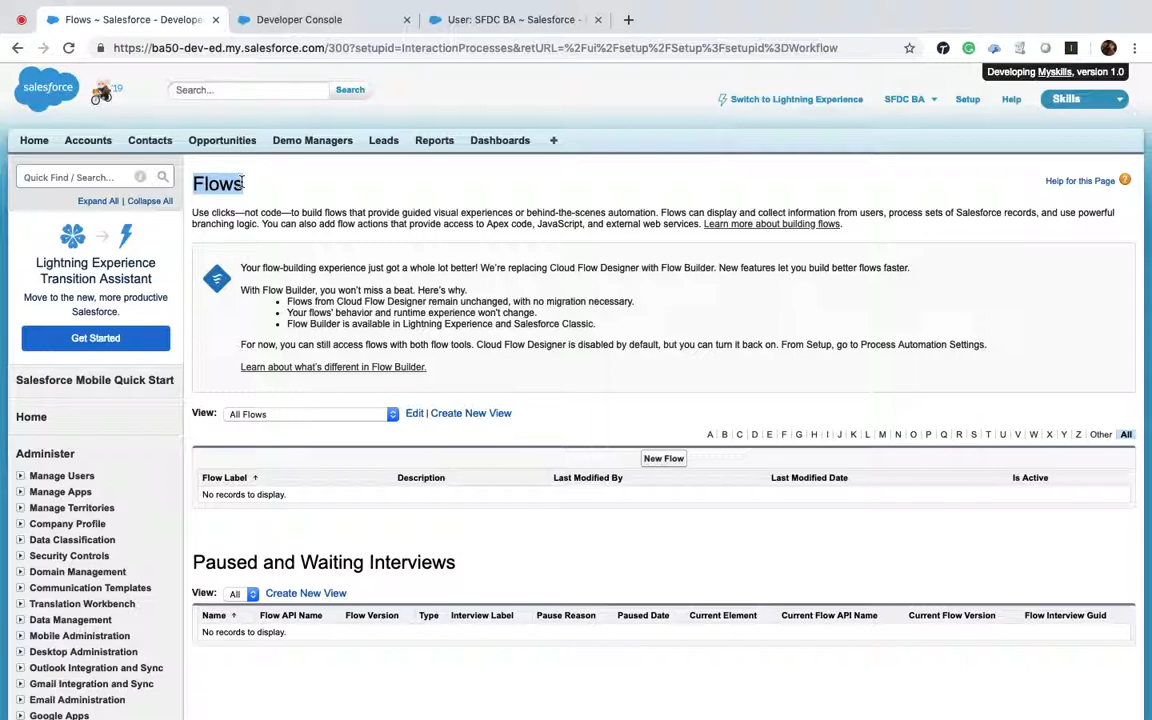 Flows ~ Salesforce - Develope
Developer Console
User: SFDC BA ~ Salesforce -
https://ba50-dev-ed.my.salesforce.com/300?setupid=InteractionProcesses&retURL=%2Fui%2Fsetup%2FSetup%3Fsetupid%3DWorkflow
Developing Myskills, version 1.0
salesforce
'19
Search...
Search
Switch to Lightning Experience
SFDC BA
Setup
Help
Skills
Home
Accounts
Contacts
Opportunities
Demo Managers
Leads
Reports
Dashboards
+
Quick Find / Search...
Expand All | Collapse All
Lightning Experience
Transition Assistant
Move to the new, more productive
Salesforce.
Get Started
Salesforce Mobile Quick Start
Home
Administer
Manage Users
Manage Apps
Manage Territories
Company Profile
Data Classification
Security Controls
Domain Management
Communication Templates
Translation Workbench
Data Management
Mobile Administration
Desktop Administration
Outlook Integration and Sync
Gmail Integration and Sync
Email Administration
Google Apps
Flows
Help for this Page
Use clicks—not code—to build flows that provide guided visual experiences or behind-the-scenes automation. Flows can display and collect information from users, process sets of Salesforce records, and use powerful
branching logic. You can also add flow actions that provide access to Apex code, JavaScript, and external web services. Learn more about building flows.
Your flow-building experience just got a whole lot better! We're replacing Cloud Flow Designer with Flow Builder. New features let you build better flows faster.
With Flow Builder, you won't miss a beat. Here's why.
• Flows from Cloud Flow Designer remain unchanged, with no migration necessary.
• Your flows' behavior and runtime experience won't change.
• Flow Builder is available in Lightning Experience and Salesforce Classic.
For now, you can still access flows with both flow tools. Cloud Flow Designer is disabled by default, but you can turn it back on. From Setup, go to Process Automation Settings.
Learn about what's different in Flow Builder.
View: All Flows Edit | Create New View
A | B | C | D | E | F | G | H | I | J | K | L | M | N | O | P | Q | R | S | T | U | V | W | X | Y | Z | Other All
New Flow
Flow Label Description Last Modified By Last Modified Date Is Active
No records to display.
Paused and Waiting Interviews
View: All Create New View
Name Flow API Name Flow Version Type Interview Label Pause Reason Paused Date Current Element Current Flow API Name Current Flow Version Flow Interview Guid
No records to display.